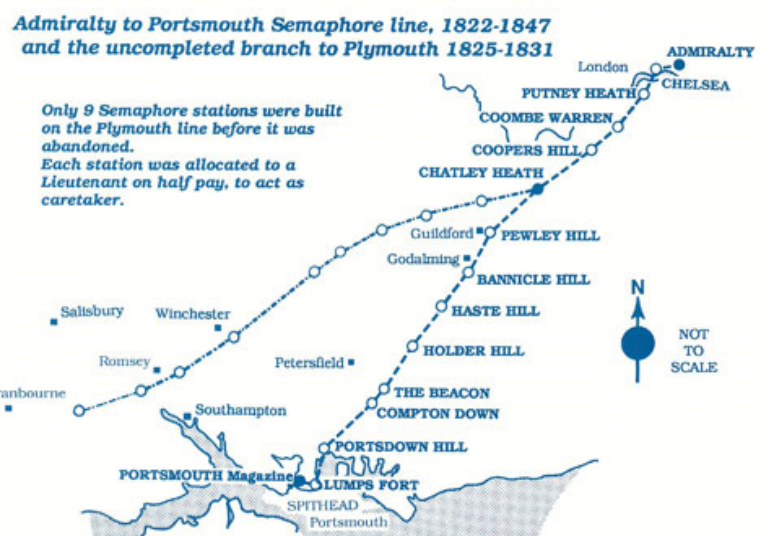 Admiralty to Portsmouth Semaphore line, 1822-1847
and the uncompleted branch to Plymouth 1825-1831
ADMIRALTY
London
CHELSEA
PUTNEY HEATH
Only 9 Semaphore stations were built
on the Plymouth line before it was
abandoned.
Each station was allocated to a
Lieutenant on half pay, to act as
caretaker.
COOMBE WARREN
COOPERS HILL
CHATLEY HEATH
Guildford
PEWLEY HILL
Godalming
BANNICLE HILL
N
HASTE HILL
Salisbury
Winchester
NOT
TO
SCALE
HOLDER HILL
Romsey
Petersfield
THE BEACON
anbourne
COMPTON DOWN
Southampton
PORTSDOWN HILL
PORTSMOUTH Magazine
LUMPS FORT
SPITHEAD
Portsmouth